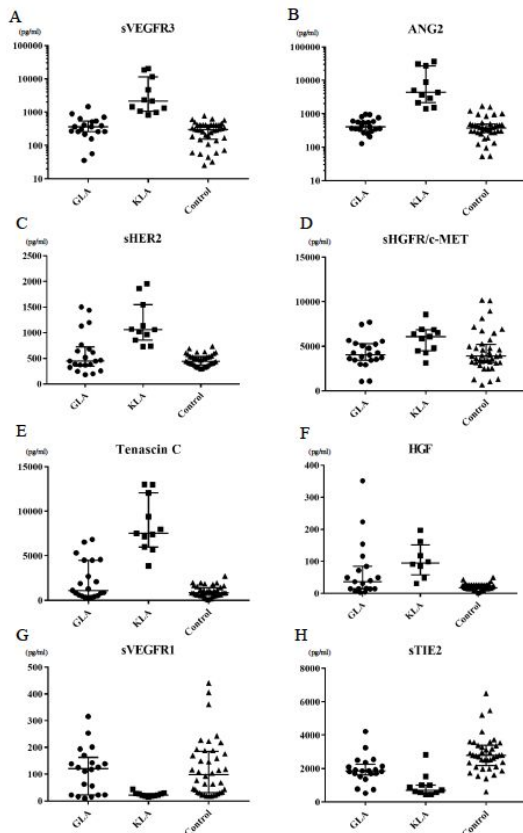 A
sVEGFR3
(pg/ml)
100000
10000
1000
100
10
GLA
KLA
Control
B
ANG2
(pg/ml)
100000
10000
1000
100
10
GLA
KLA
Control
C
sHER2
(pg/ml)
2500
2000
1500
1000
500
0
GLA
KLA
Control
D
sHGFR/c-MET
(pg/ml)
15000
10000
5000
0
GLA
KLA
Control
E
Tenascin C
(pg/ml)
15000
10000
5000
0
GLA
KLA
Control
F
HGF
(pg/ml)
400
300
200
100
0
GLA
KLA
Control
G
sVEGFR1
(pg/ml)
500
400
300
200
100
0
GLA
KLA
Control
H
sTIE2
(pg/ml)
8000
6000
4000
2000
0
GLA
KLA
Control